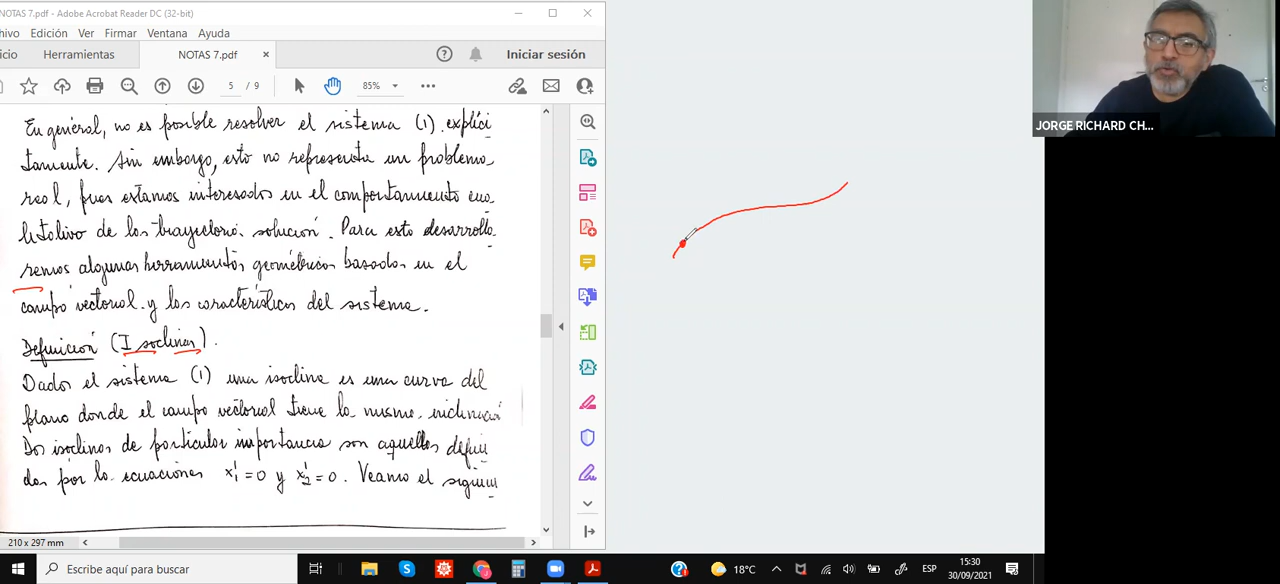 NOTAS 7.pdf - Adobe Acrobat Reader DC (32-bit)
hivo Edición Ver Firmar Ventana Ayuda
icio Herramientas NOTAS 7.pdf × Iniciar sesión
5 / 9 85%
En general, no es posible resolver el sistema (1) explíci
tamente. Sin embargo, esto no representa un problema
real, pues estamos interesados en el comportamiento cua
litativo de las trayectorias solución. Para esto desarrolla
remos algunas herramientas geométricas basadas en el
campo vectorial y las características del sistema.
Definición (Isoclinas).
Dados el sistema (1) una isoclina es una curva del
plano donde el campo vectorial tiene la misma inclinación
Dos isoclinas de particular importancia son aquellas defini
das por la ecuaciones x'1 = 0 y x'2 = 0. Veamos el siguien
210 x 297 mm
JORGE RICHARD CH...
Escribe aquí para buscar
18°C ESP 15:30
30/09/2021